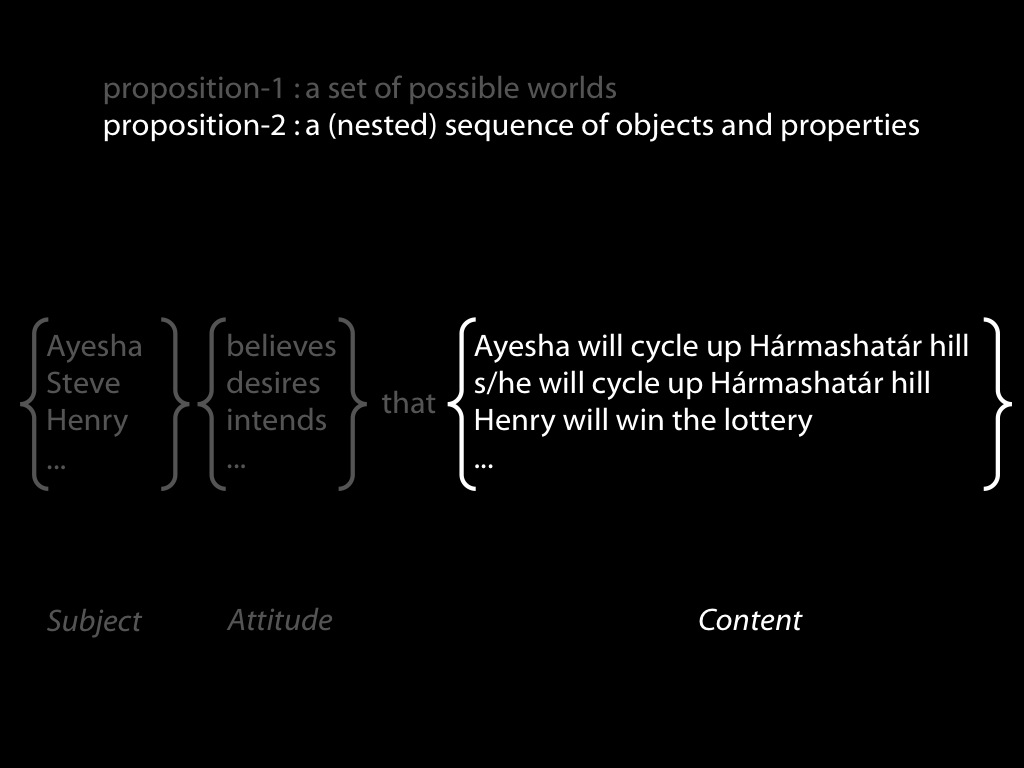 proposition-1 : a set of possible worlds
proposition-2 : a (nested) sequence of objects and properties
Ayesha
Steve
Henry
...
believes
desires
intends
...
that
Ayesha will cycle up Hármashatár hill
s/he will cycle up Hármashatár hill
Henry will win the lottery
...
Subject
Attitude
Content